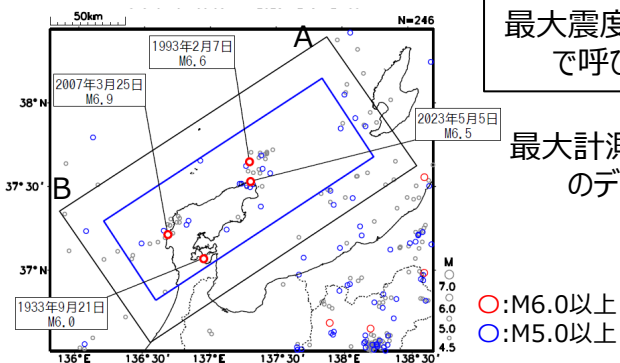 50km
N=246
A
最大震度
1993年2月7日
M6.6
で呼び
2007年3月25日
M6.9
38°N
2023年5月5日
M6.5
最大計測
のデ
37°30'
B
37°N
1933年9月21日
M6.0
M
7.0
6.0
5.0
4.5
○:M6.0以上
○:M5.0以上
136°E
136°30'
137°E
137°30'
138°E
138°30'